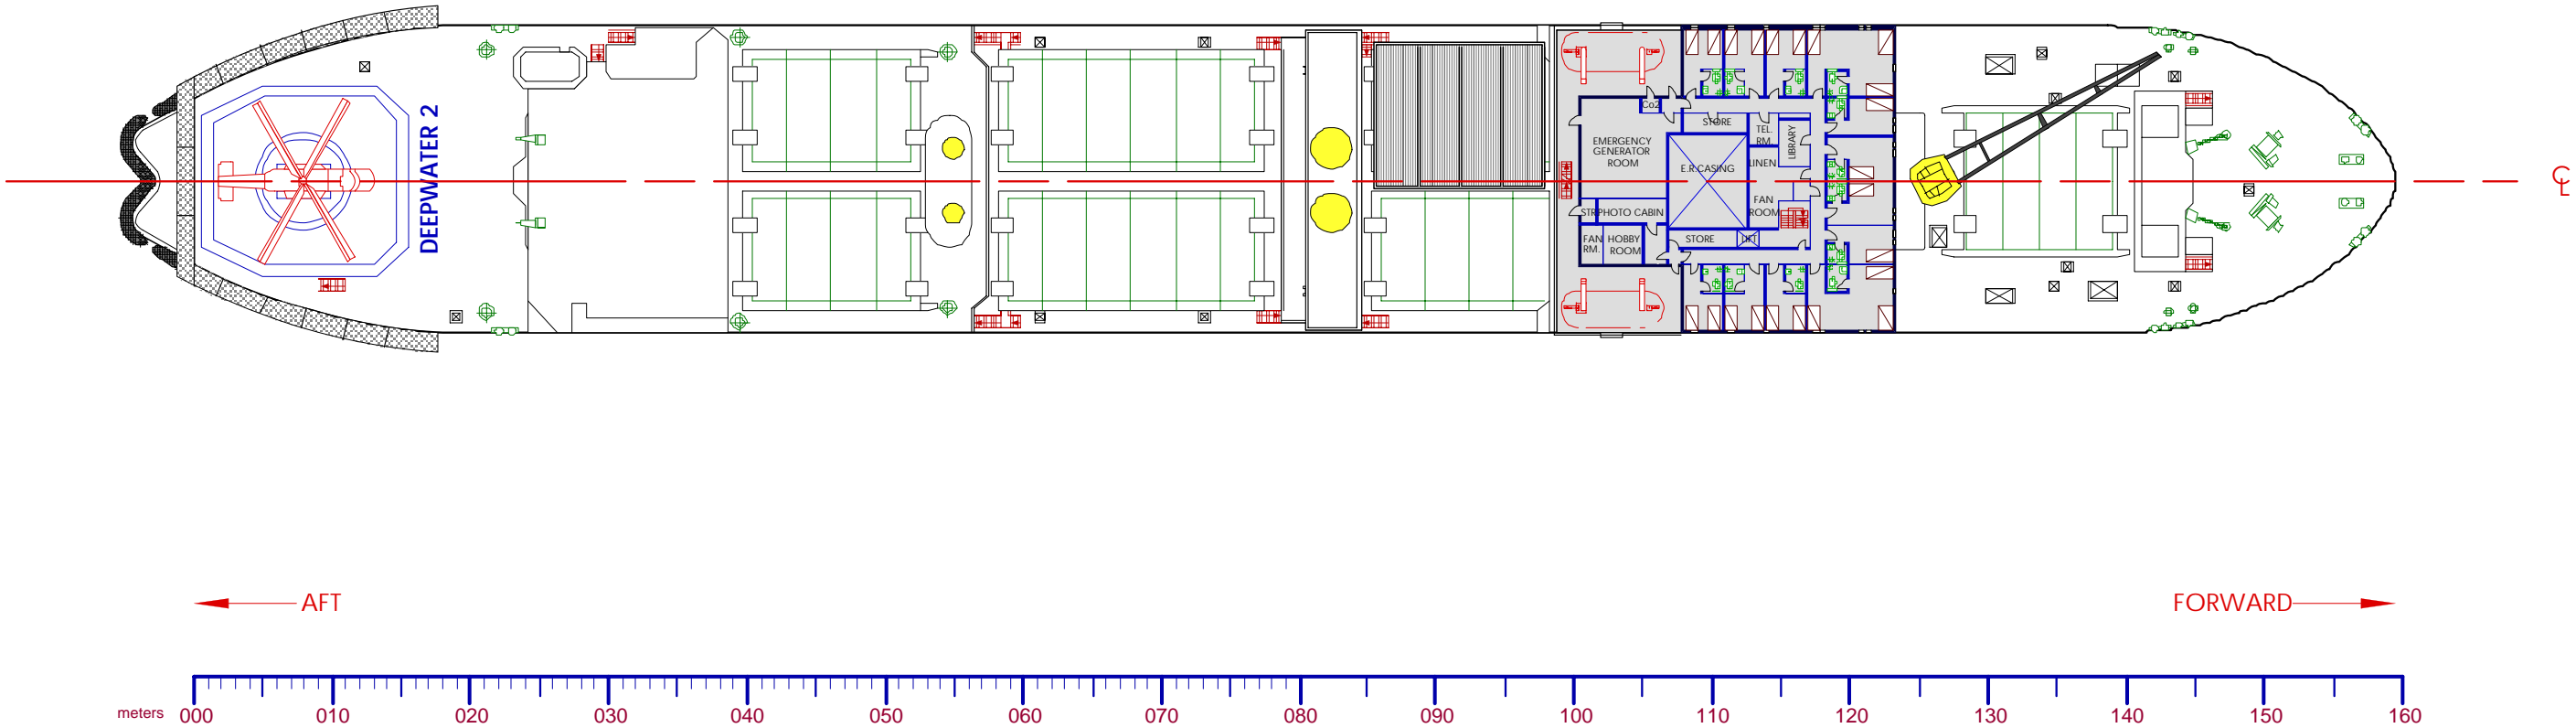 DEEPWATER 2
Co2
STORE
TEL.
RM.
LIBRARY
EMERGENCY
GENERATOR
ROOM
E.R.CASING
LINEN
FAN
ROOM
STR
PHOTO CABIN
FAN
RM.
HOBBY
ROOM
STORE
LIFT
℄
AFT
FORWARD
meters 000 010 020 030 040 050 060 070 080 090 100 110 120 130 140 150 160